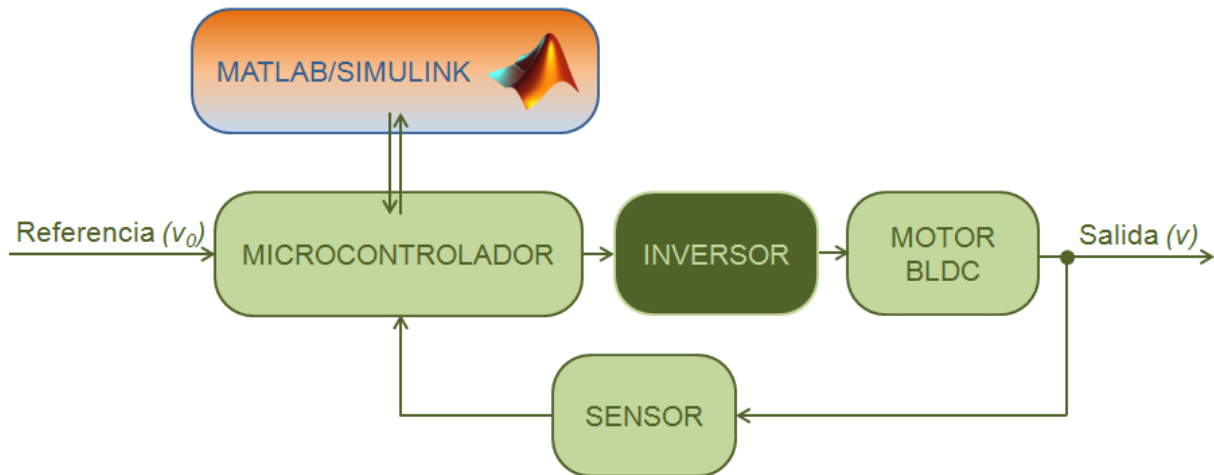 MATLAB/SIMULINK
Referencia (v0)
MICROCONTROLADOR
INVERSOR
MOTOR
BLDC
Salida (v)
SENSOR